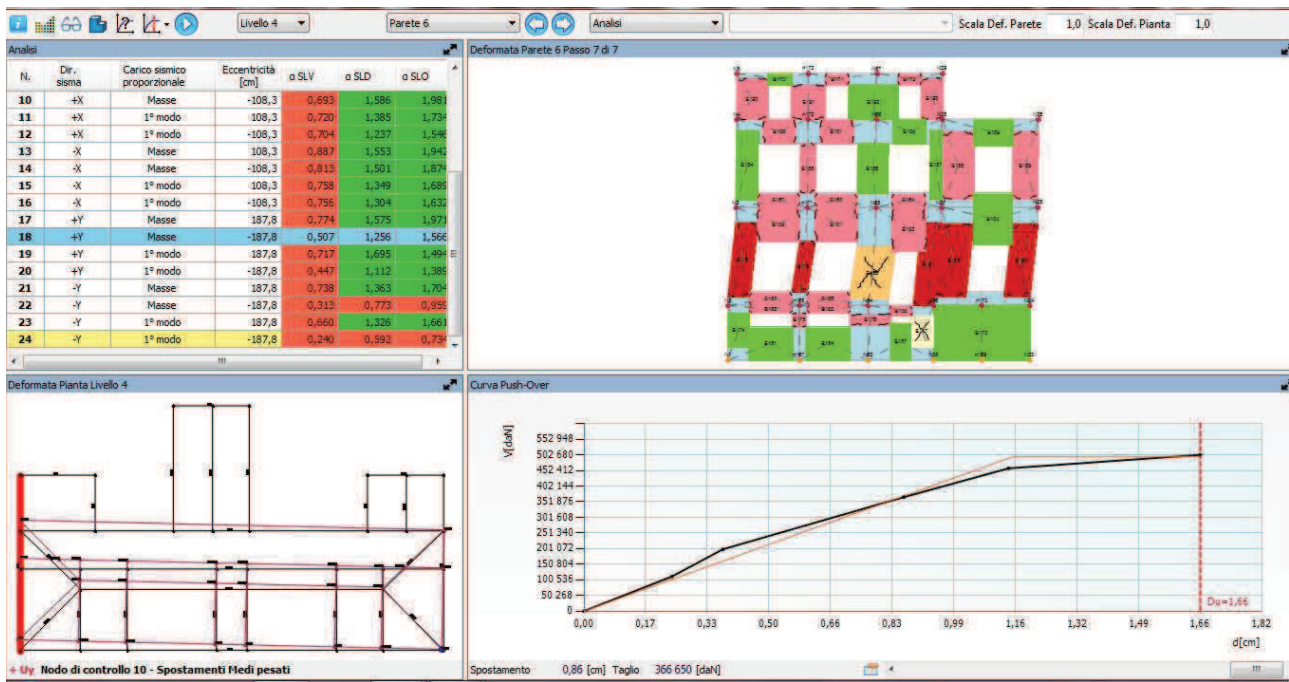 Livello 4 Parete 6 Analisi Scala Def. Parete 1,0 Scala Def. Pianta 1,0
Analisi
N. Dir. sisma Carico sismico proporzionale Eccentricità [cm] α SLV α SLD α SLO
10 +X Masse -108,3 0,693 1,586 1,981
11 +X 1° modo 108,3 0,720 1,385 1,734
12 +X 1° modo -108,3 0,704 1,237 1,546
13 -X Masse 108,3 0,887 1,553 1,942
14 -X Masse -108,3 0,813 1,501 1,874
15 -X 1° modo 108,3 0,758 1,349 1,689
16 -X 1° modo -108,3 0,756 1,304 1,632
17 +Y Masse 187,8 0,774 1,575 1,971
18 +Y Masse -187,8 0,507 1,256 1,566
19 +Y 1° modo 187,8 0,717 1,695 1,494
20 +Y 1° modo -187,8 0,447 1,112 1,389
21 -Y Masse 187,8 0,738 1,363 1,704
22 -Y Masse -187,8 0,313 0,773 0,959
23 -Y 1° modo 187,8 0,660 1,326 1,661
24 -Y 1° modo -187,8 0,240 0,592 0,734
Deformata Parete 6 Passo 7 di 7
Deformata Pianta Livello 4
+ Uy Nodo di controllo 10 - Spostamenti Medi pesati
Curva Push-Over
V[daN]
552 948
502 680
452 412
402 144
351 876
301 608
251 340
201 072
150 804
100 536
50 268
0
0,00 0,17 0,33 0,50 0,66 0,83 0,99 1,16 1,32 1,49 1,66 1,82
Du=1,66
d[cm]
Spostamento 0,86 [cm] Taglio 366 650 [daN]